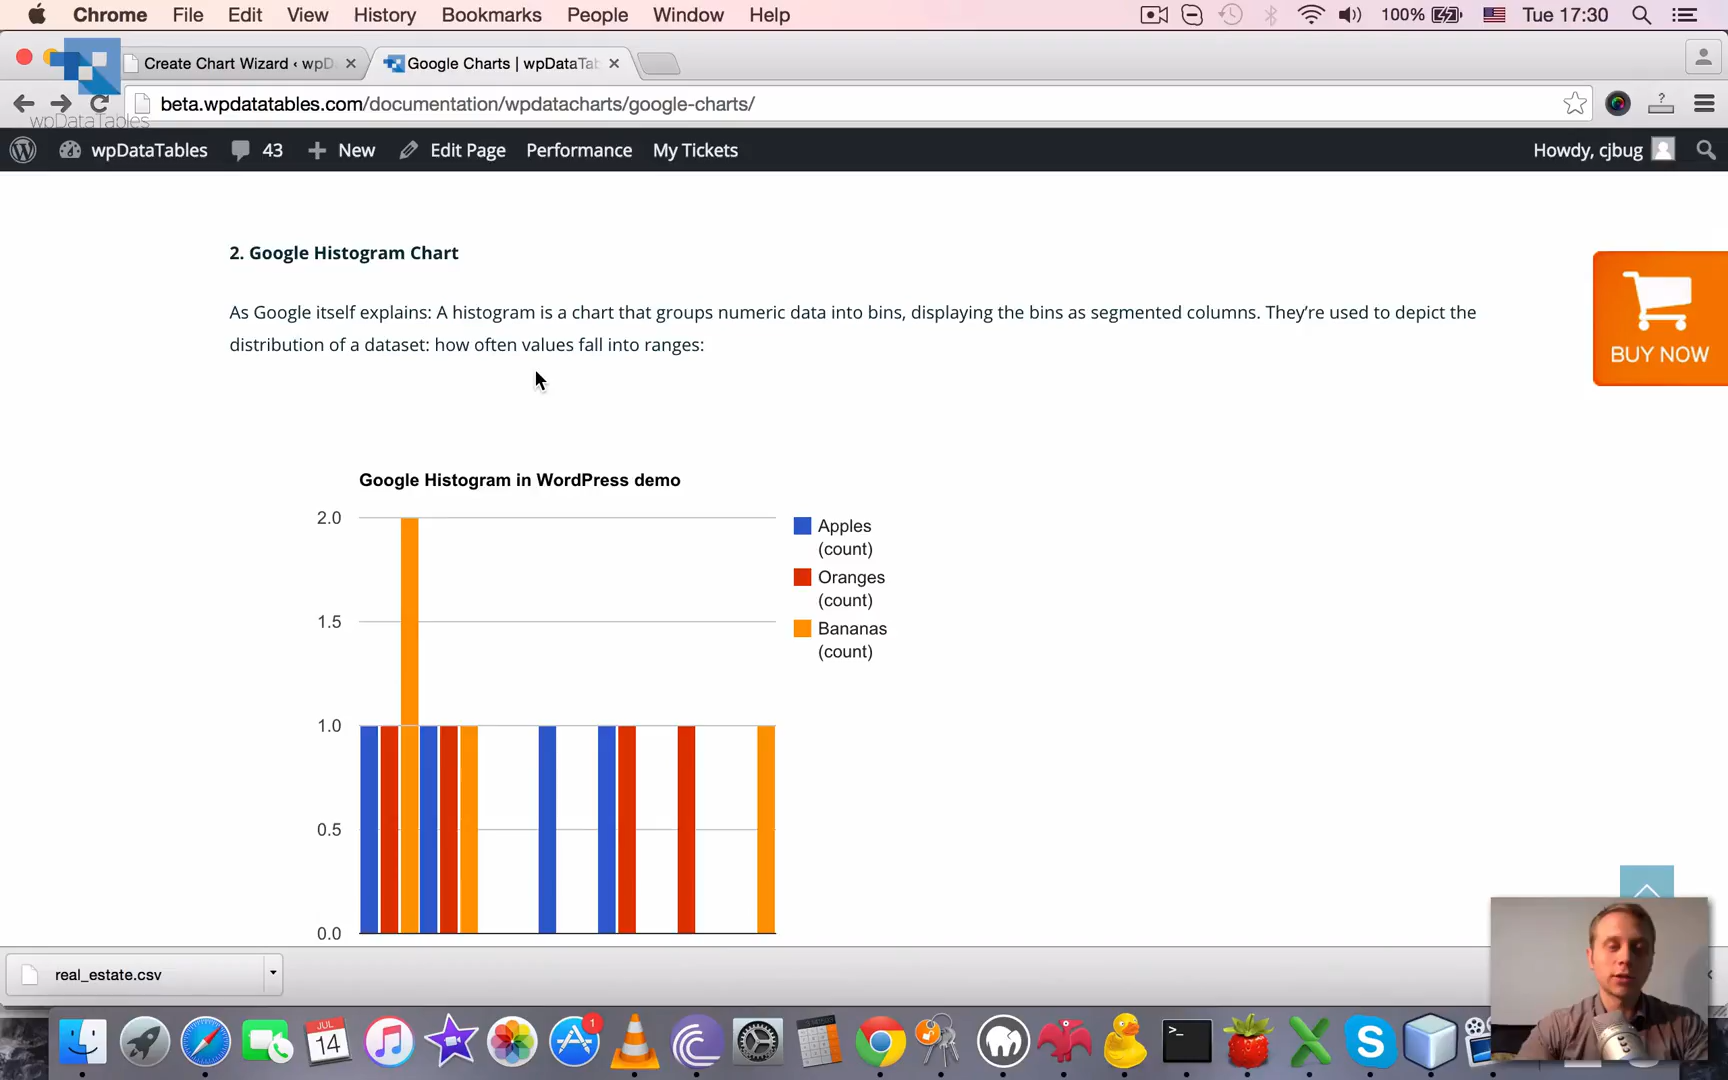 Chrome File Edit View History Bookmarks People Window Help 100% Tue 17:30
Create Chart Wizard ‹ wpD
Google Charts | wpDataTab
beta.wpdatatables.com/documentation/wpdatacharts/google-charts/
wpDataTables
wpDataTables 43 New Edit Page Performance My Tickets Howdy, cjbug
2. Google Histogram Chart
As Google itself explains: A histogram is a chart that groups numeric data into bins, displaying the bins as segmented columns. They’re used to depict the
distribution of a dataset: how often values fall into ranges:
BUY NOW
Google Histogram in WordPress demo
2.0
1.5
1.0
0.5
0.0
Apples
(count)
Oranges
(count)
Bananas
(count)
real_estate.csv
JUL
14
1